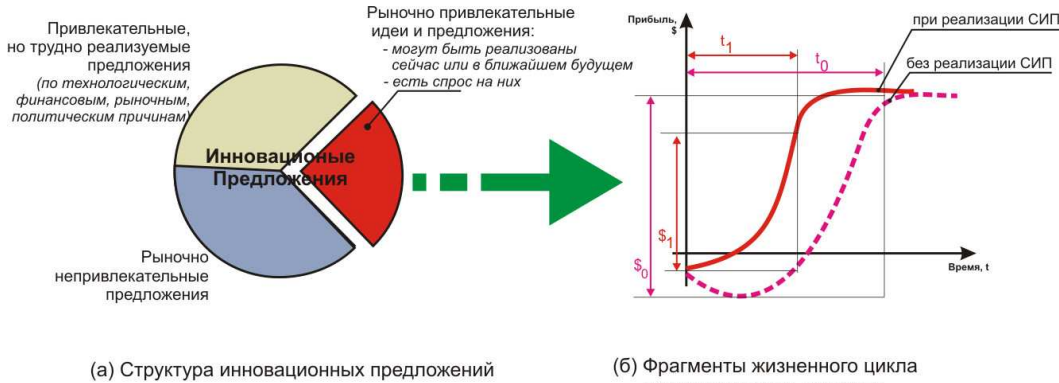 Привлекательные,
но трудно реализуемые
предложения
(по технологическим,
финансовым, рыночным,
политическим причинам)
Рыночно привлекательные
идеи и предложения:
- могут быть реализованы
сейчас или в ближайшем будущем
- есть спрос на них
Инновационые
Предложения
Рыночно
непривлекательные
предложения
(а) Структура инновационных предложений
Прибыль,
$
при реализации СИП
без реализации СИП
t1
t0
$1
$0
Время, t
(б) Фрагменты жизненного цикла